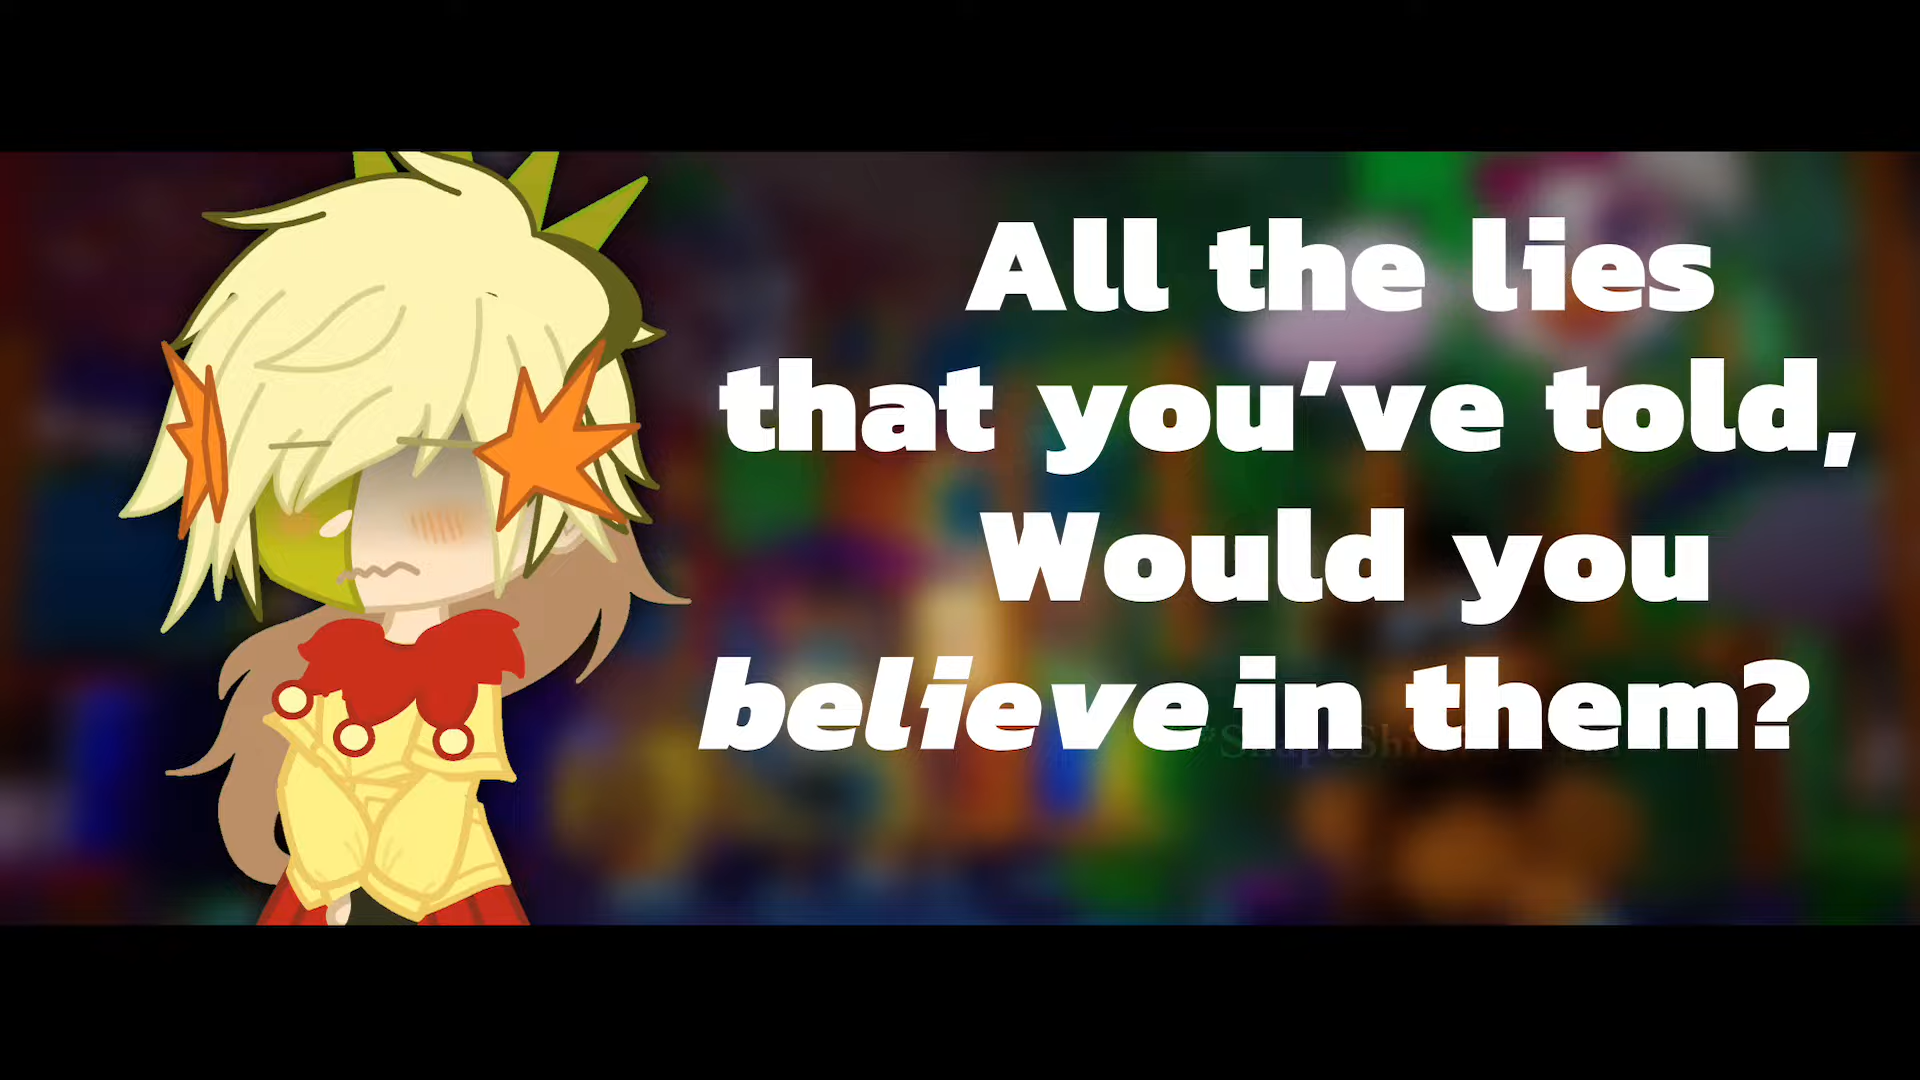 All the lies
that you've told,
Would you
believe in them?